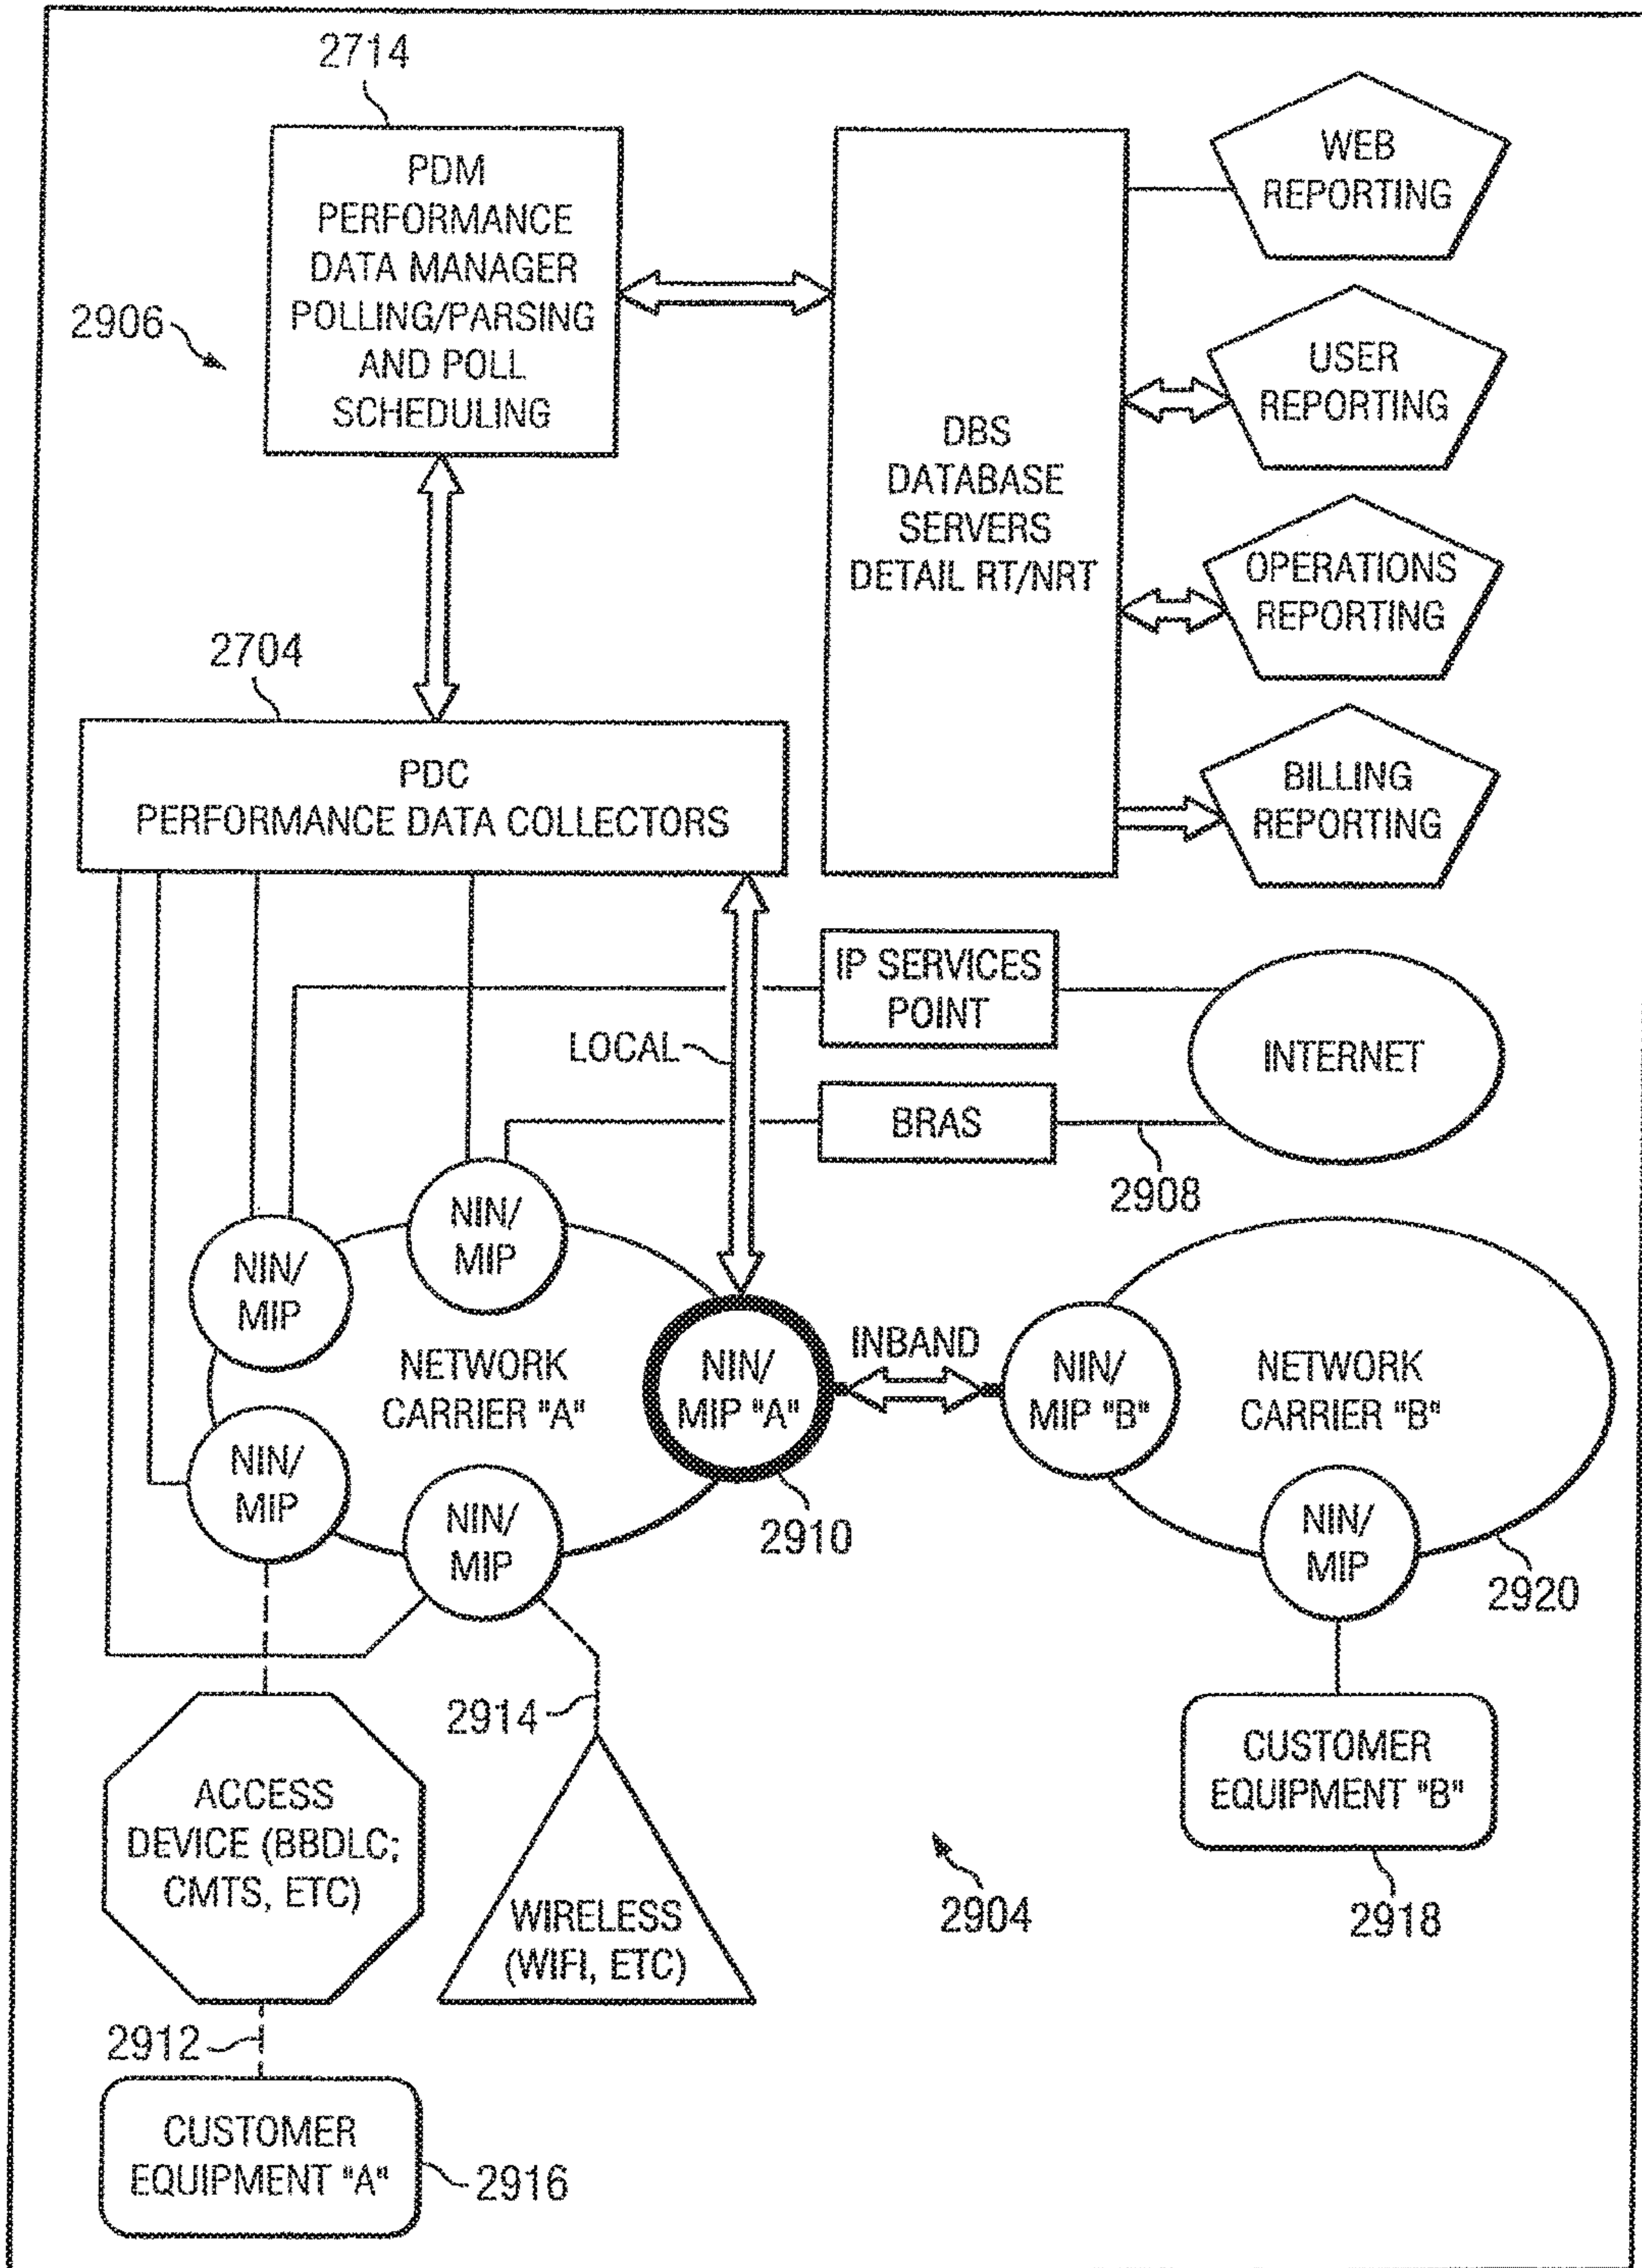 2714
PDM
PERFORMANCE
DATA MANAGER
POLLING/PARSING
AND POLL
SCHEDULING
2906
DBS
DATABASE
SERVERS
DETAIL RT/NRT
WEB
REPORTING
USER
REPORTING
OPERATIONS
REPORTING
BILLING
REPORTING
2704
PDC
PERFORMANCE DATA COLLECTORS
IP SERVICES
POINT
LOCAL
INTERNET
BRAS
2908
NIN/
MIP
NIN/
MIP
NETWORK
CARRIER "A"
NIN/
MIP "A"
INBAND
NIN/
MIP "B"
NETWORK
CARRIER "B"
NIN/
MIP
NIN/
MIP
2910
NIN/
MIP
2920
2914
ACCESS
DEVICE (BBDLC;
CMTS, ETC)
WIRELESS
(WIFI, ETC)
2904
CUSTOMER
EQUIPMENT "B"
2918
2912
CUSTOMER
EQUIPMENT "A"
2916